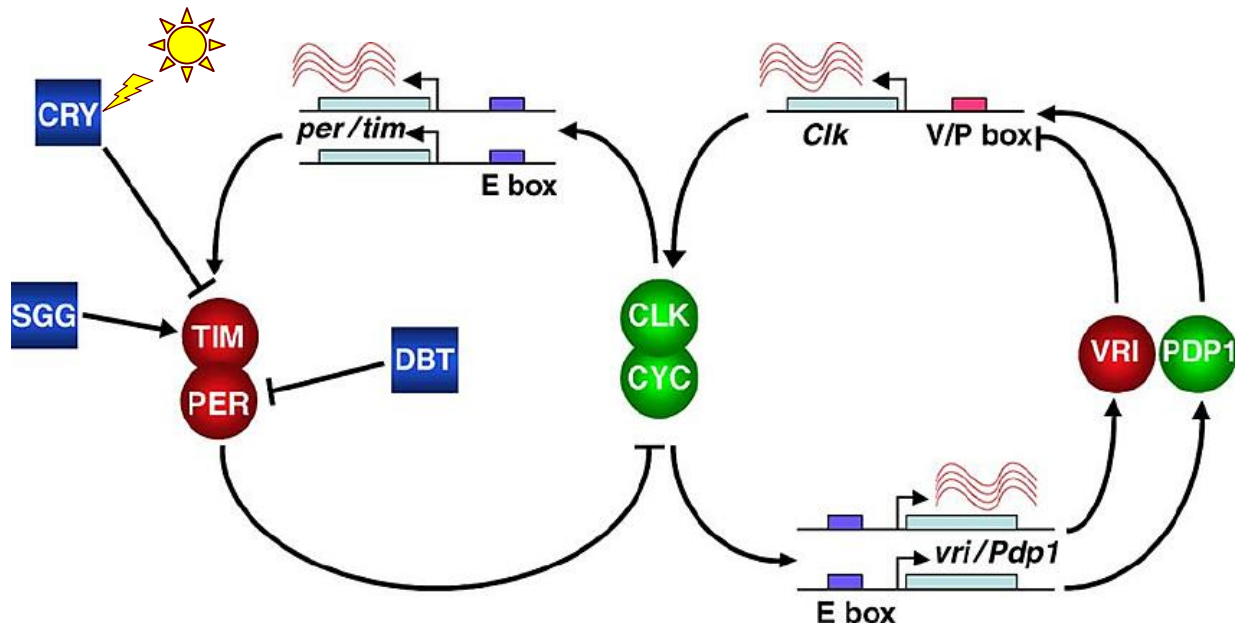 CRY
per/tim
E box
Clk
V/P box
SGG
TIM
PER
DBT
CLK
CYC
VRI
PDP1
vri/Pdp1
E box